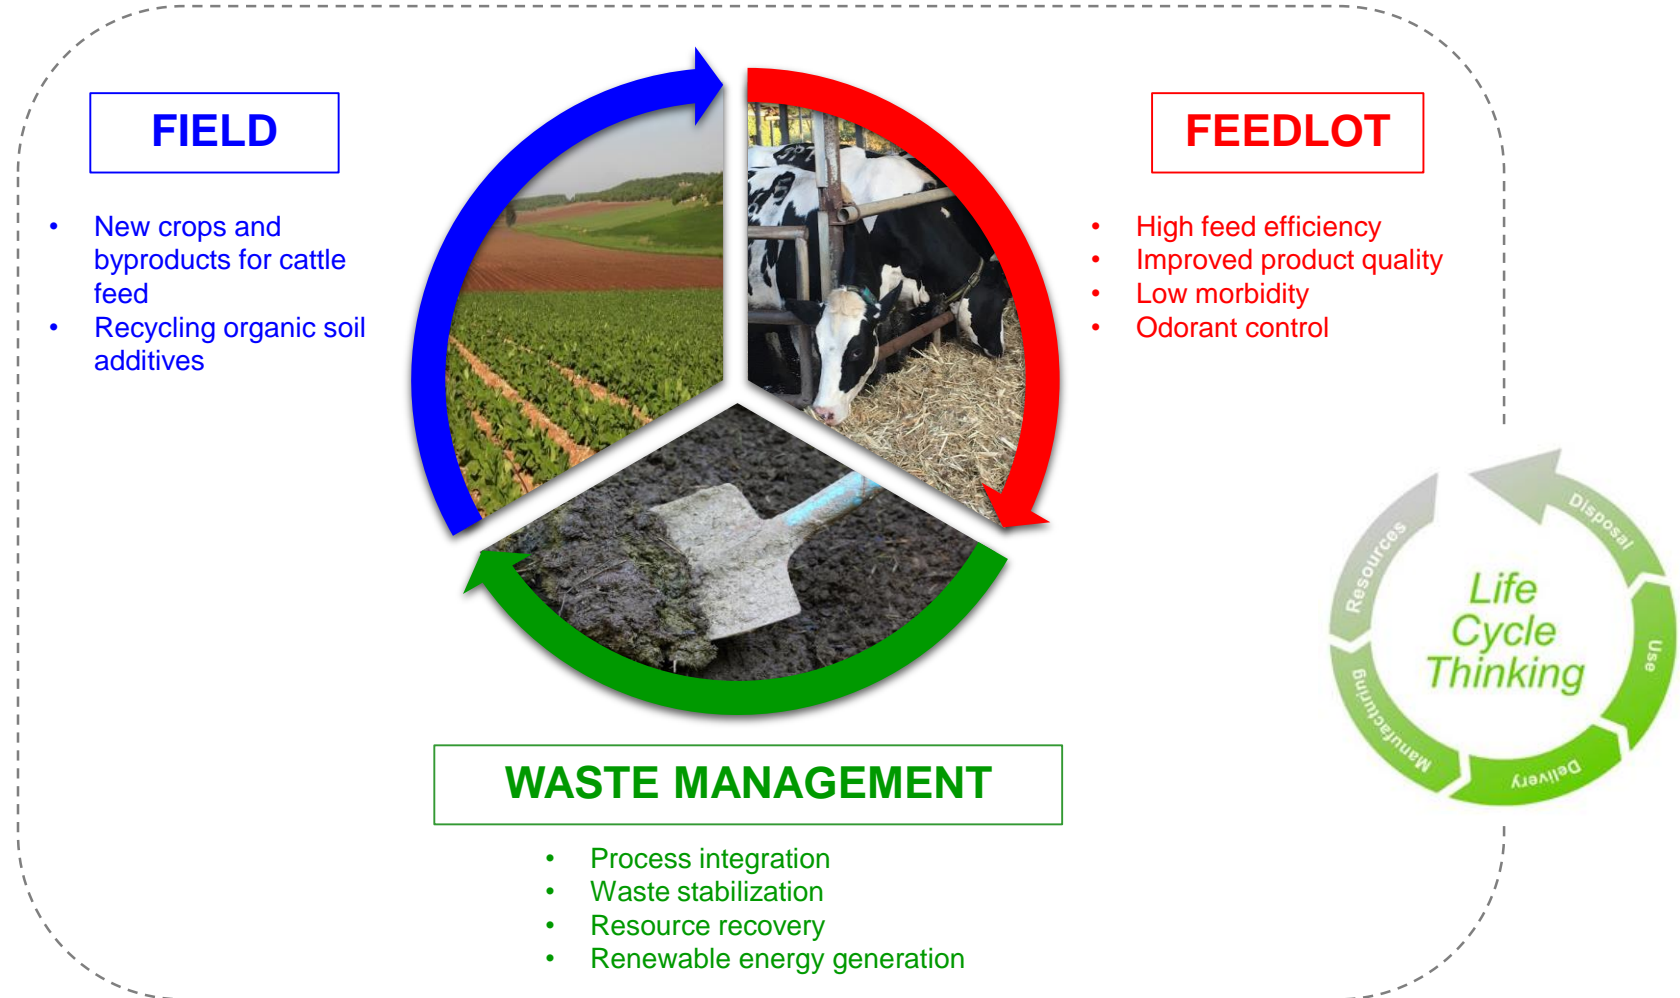 FIELD
• New crops and
byproducts for cattle
feed
• Recycling organic soil
additives
FEEDLOT
• High feed efficiency
• Improved product quality
• Low morbidity
• Odorant control
WASTE MANAGEMENT
• Process integration
• Waste stabilization
• Resource recovery
• Renewable energy generation
Life
Cycle
Thinking
Resources
Manufacturing
Delivery
Use
Disposal